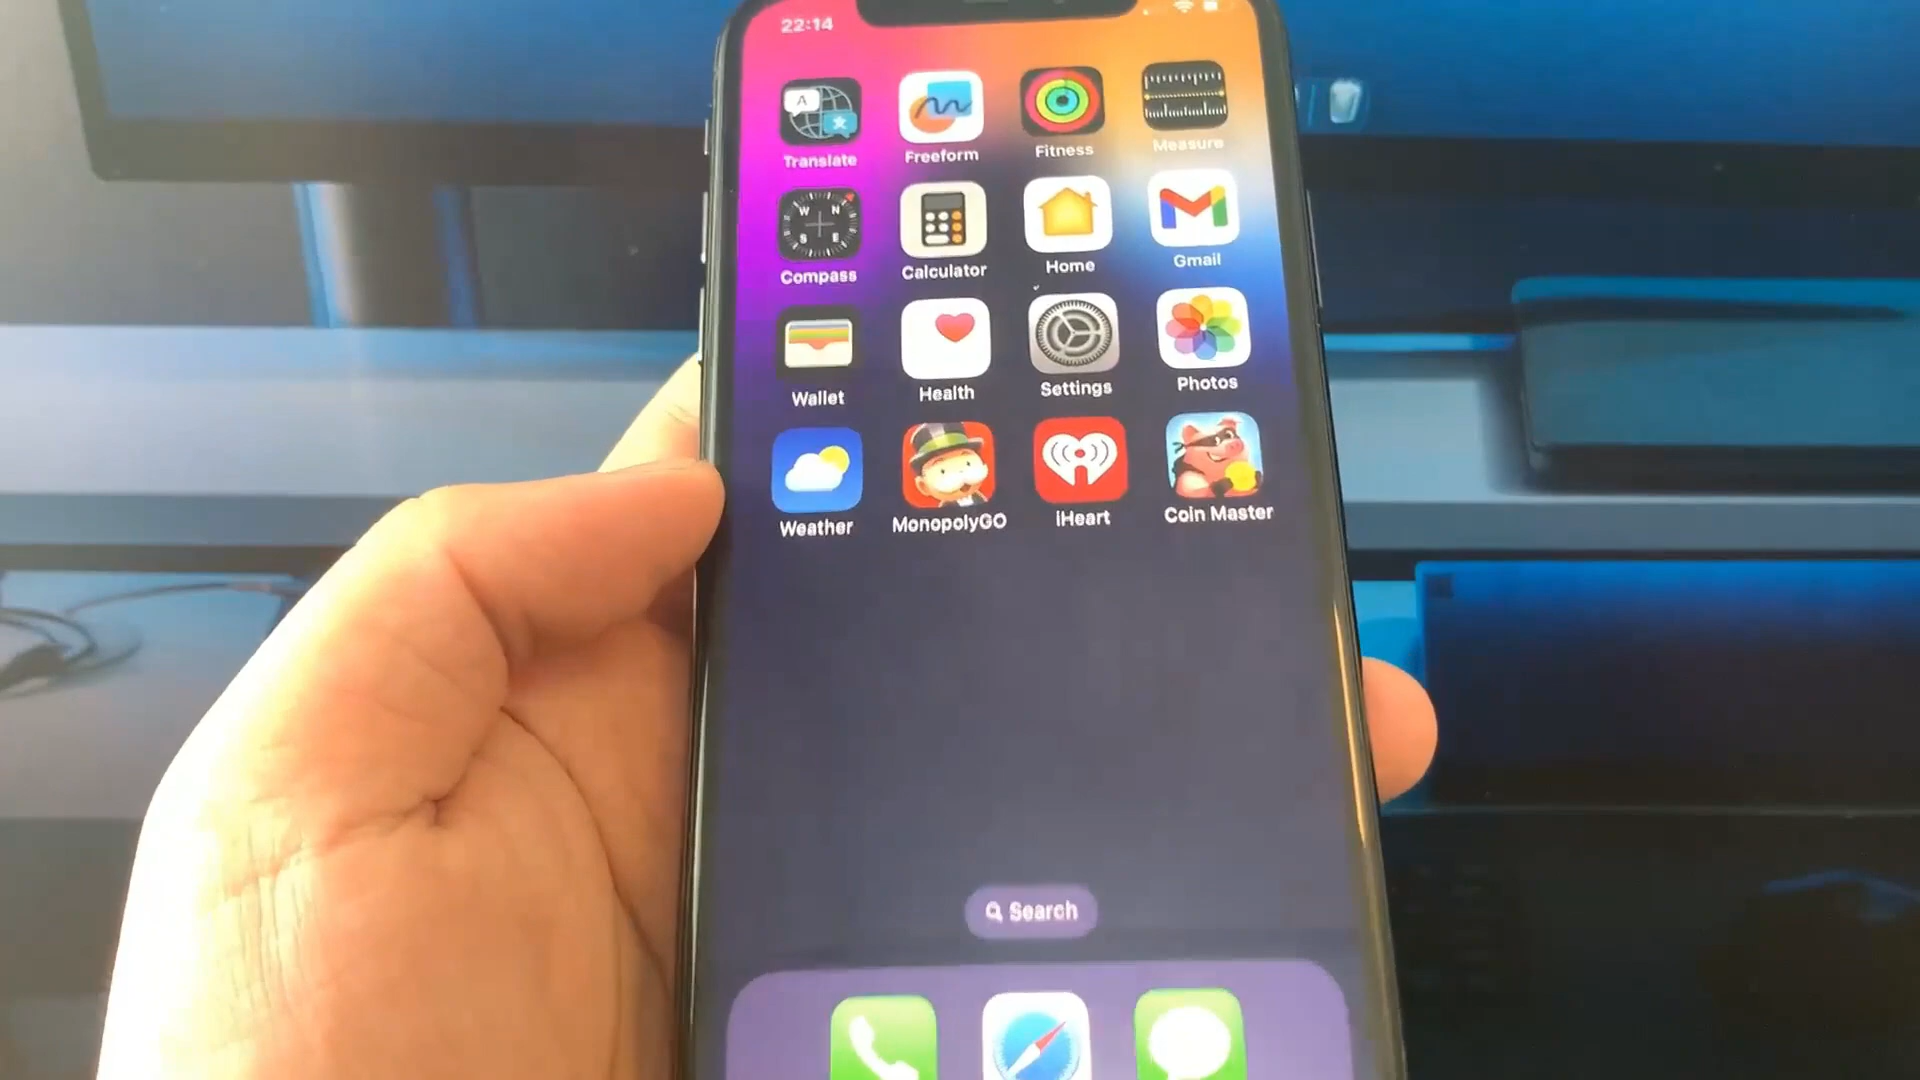 22:14
Translate Freeform Fitness Measure
A
W N
S E
Compass Calculator Home Gmail
Wallet Health Settings Photos
Weather MonopolyGO iHeart Coin Master
Search